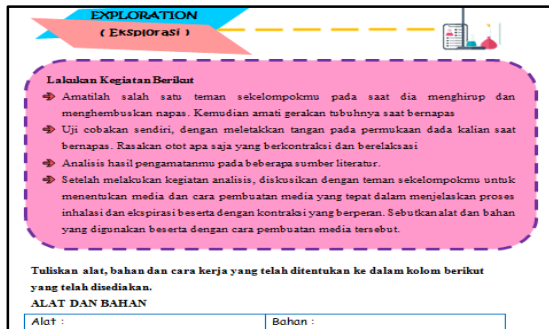 EXPLORATION
( Eksplorasi )
Lakukan Kegiatan Berikut
Amatilah salah satu teman sekelompokmu pada saat dia menghirup dan
menghembuskan napas. Kemudian amati gerakan tubuhnya saat bernapas
Uji cobakan sendiri, dengan meletakkan tangan pada permukaan dada kalian saat
bernapas. Rasakan otot apa saja yang berkontraksi dan berelaksasi
Analisis hasil pengamatanmu pada beberapa sumber literatur.
Setelah melakukan kegiatan analisis, diskusikan dengan teman sekelompokmu untuk
menentukan media dan cara pembuatan media yang tepat dalam menjelaskan proses
inhalasi dan ekspirasi beserta dengan kontraksi yang berperan. Sebutkan alat dan bahan
yang digunakan beserta dengan cara pembuatan media tersebut.
Tuliskan alat, bahan dan cara kerja yang telah ditentukan ke dalam kolom berikut
yang telah disediakan.
ALAT DAN BAHAN
Alat : Bahan :